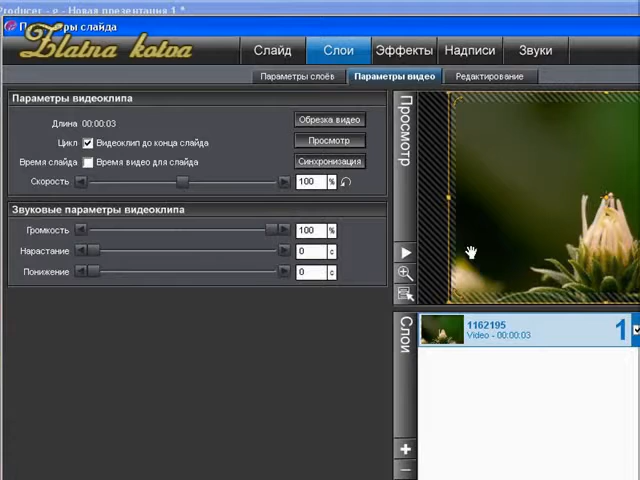 Producer - e - Новая презентация 1 *
Параметры слайда
Zlatna kotva
Слайд
Слои
Эффекты
Надписи
Звуки
Параметры слоёв
Параметры видео
Редактирование
Параметры видеоклипа
Длина 00:00:03
Обрезка видео
Цикл Видеоклип до конца слайда
Просмотр
Время слайда Время видео для слайда
Синхронизация
Скорость 100 %
Звуковые параметры видеоклипа
Громкость 100 %
Нарастание 0 с
Понижение 0 с
Просмотр
Слои
1162195
Video - 00:00:03
1